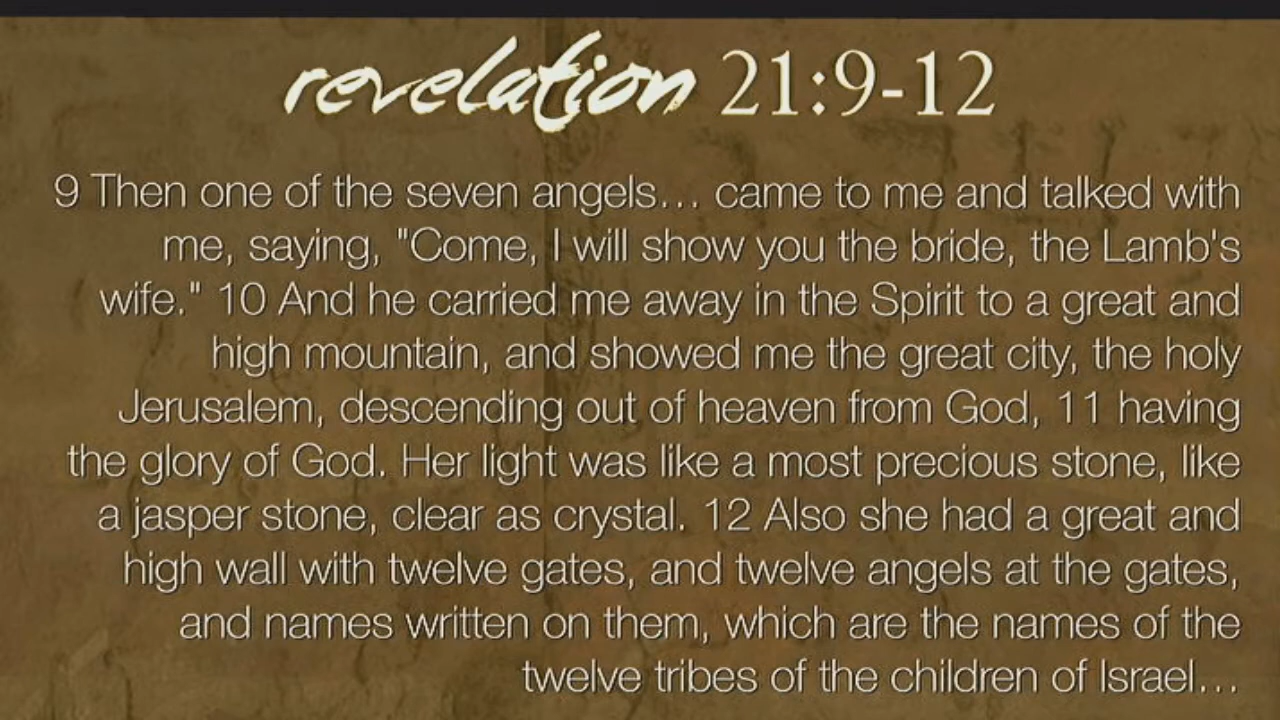 revelation 21:9-12
9 Then one of the seven angels... came to me and talked with
me, saying, "Come, I will show you the bride, the Lamb's
wife." 10 And he carried me away in the Spirit to a great and
high mountain, and showed me the great city, the holy
Jerusalem, descending out of heaven from God, 11 having
the glory of God. Her light was like a most precious stone, like
a jasper stone, clear as crystal. 12 Also she had a great and
high wall with twelve gates, and twelve angels at the gates,
and names written on them, which are the names of the
twelve tribes of the children of Israel...